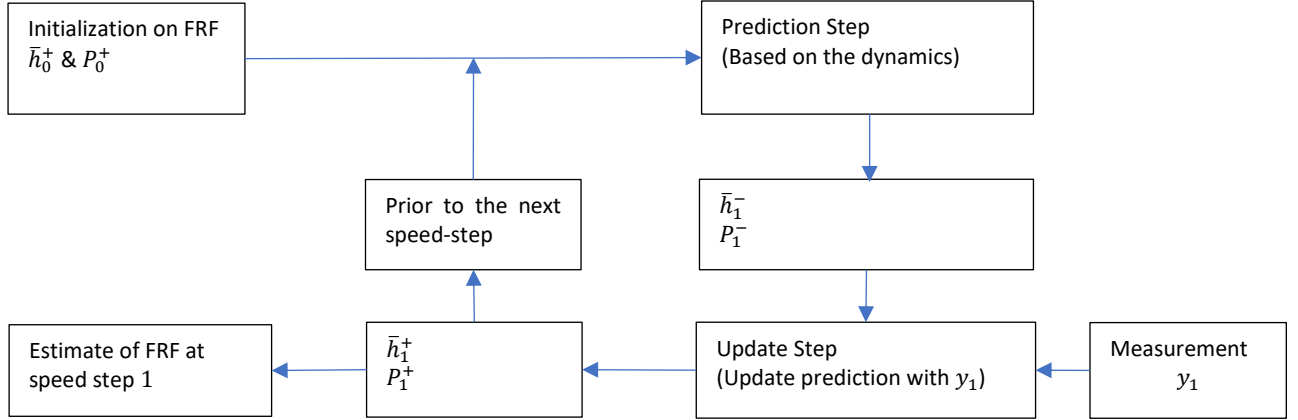 Initialization on FRF
h̄₀⁺ & P₀⁺
Prediction Step
(Based on the dynamics)
Prior to the next
speed-step
h̄₁⁻
P₁⁻
Estimate of FRF at
speed step 1
h̄₁⁺
P₁⁺
Update Step
(Update prediction with y₁)
Measurement
y₁